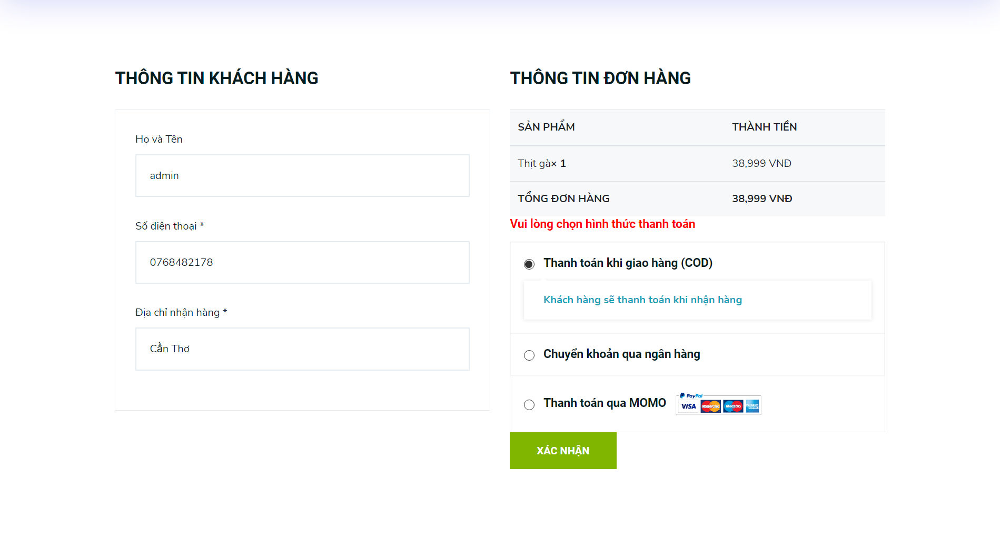 THÔNG TIN KHÁCH HÀNG
Họ và Tên
admin
Số điện thoại *
0768482178
Địa chỉ nhận hàng *
Cần Thơ
THÔNG TIN ĐƠN HÀNG
SẢN PHẨM THÀNH TIỀN
Thịt gà× 1 38,999 VNĐ
TỔNG ĐƠN HÀNG 38,999 VNĐ
Vui lòng chọn hình thức thanh toán
Thanh toán khi giao hàng (COD)
Khách hàng sẽ thanh toán khi nhận hàng
Chuyển khoản qua ngân hàng
Thanh toán qua MOMO
PayPal
VISA MasterCard Maestro
XÁC NHẬN